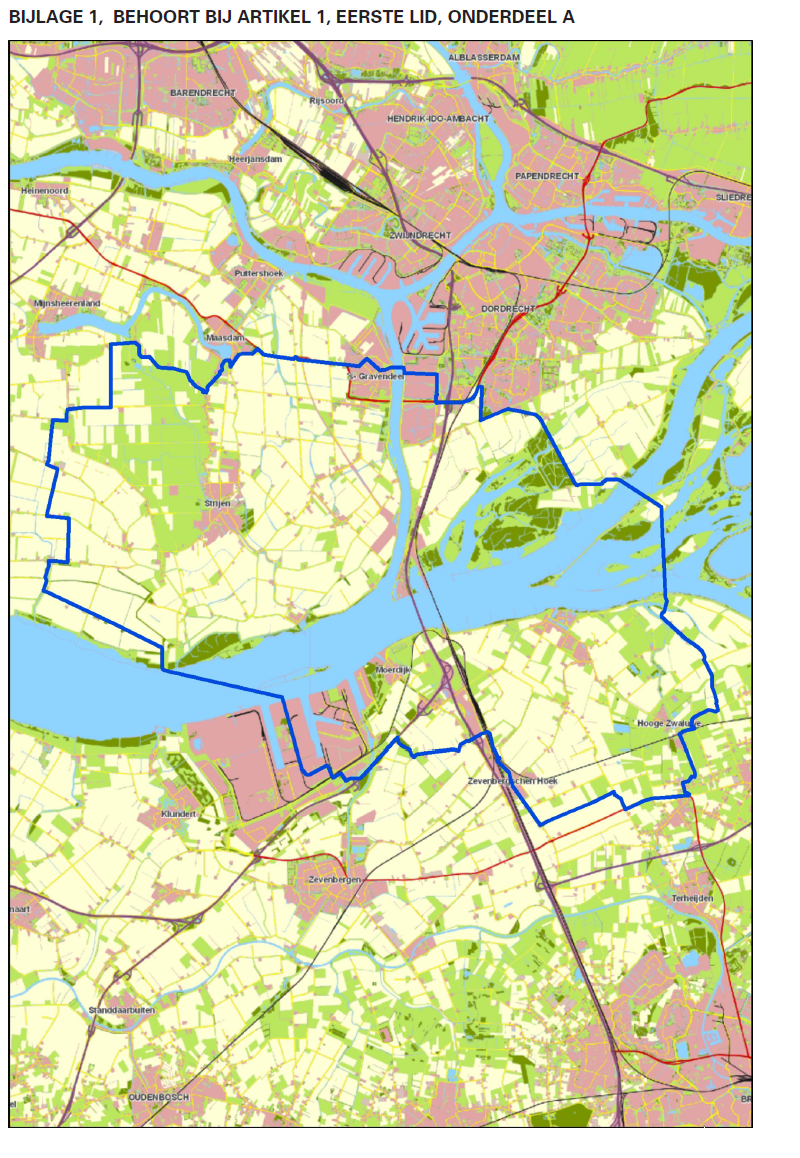 BIJLAGE 1, BEHOORT BIJ ARTIKEL 1, EERSTE LID, ONDERDEEL A
ALBLASSERDAM
BARENDRECHT
Rijsoord
HENDRIK-IDO-AMBACHT
Heerjansdam
PAPENDRECHT
Heinenoord
SLIEDRE
ZWIJNDRECHT
Puttershoek
Mijnsheerenland
DORDRECHT
Maasdam
's- Gravendeel
Strijen
Moerdijk
Hooge Zwaluwe
Zevenbergschen Hoek
Klundert
Zevenbergen
Terheijden
naart
Standdaarbuiten
OUDENBOSCH
el
BR